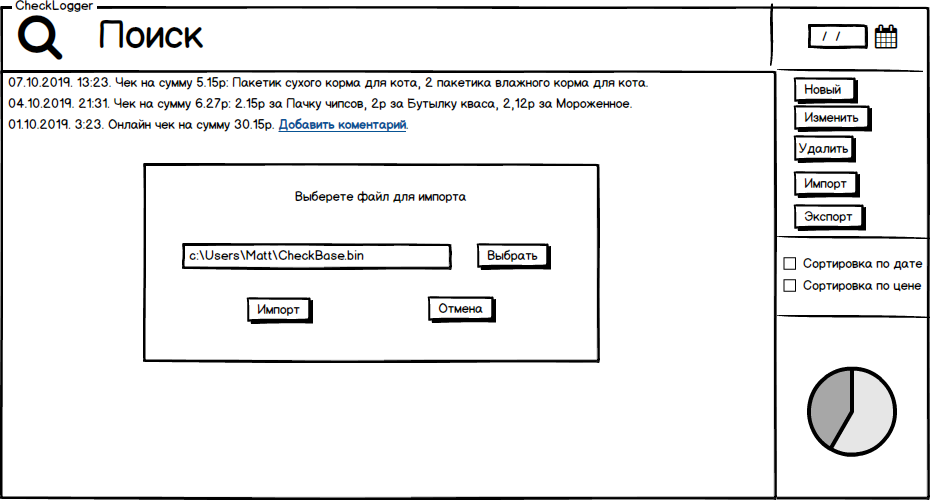 CheckLogger
Поиск
/ /
07.10.2019. 13:23. Чек на сумму 5.15р: Пакетик сухого корма для кота, 2 пакетика влажного корма для кота.
04.10.2019. 21:31. Чек на сумму 6.27р: 2.15р за Пачку чипсов, 2р за Бутылку кваса, 2,12р за Мороженное.
01.10.2019. 3:23. Онлайн чек на сумму 30.15р. Добавить коментарий.
Новый
Изменить
Удалить
Импорт
Экспорт
Сортировка по дате
Сортировка по цене
Выберете файл для импорта
c:\Users\Matt\CheckBase.bin
Выбрать
Импорт
Отмена